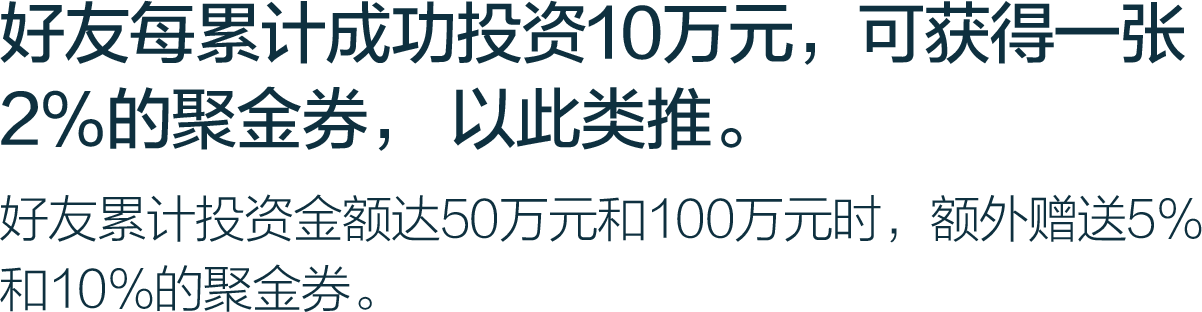 好友每累计成功投资10万元，可获得一张
2%的聚金券， 以此类推。
好友累计投资金额达50万元和100万元时，额外赠送5%
和10%的聚金券。